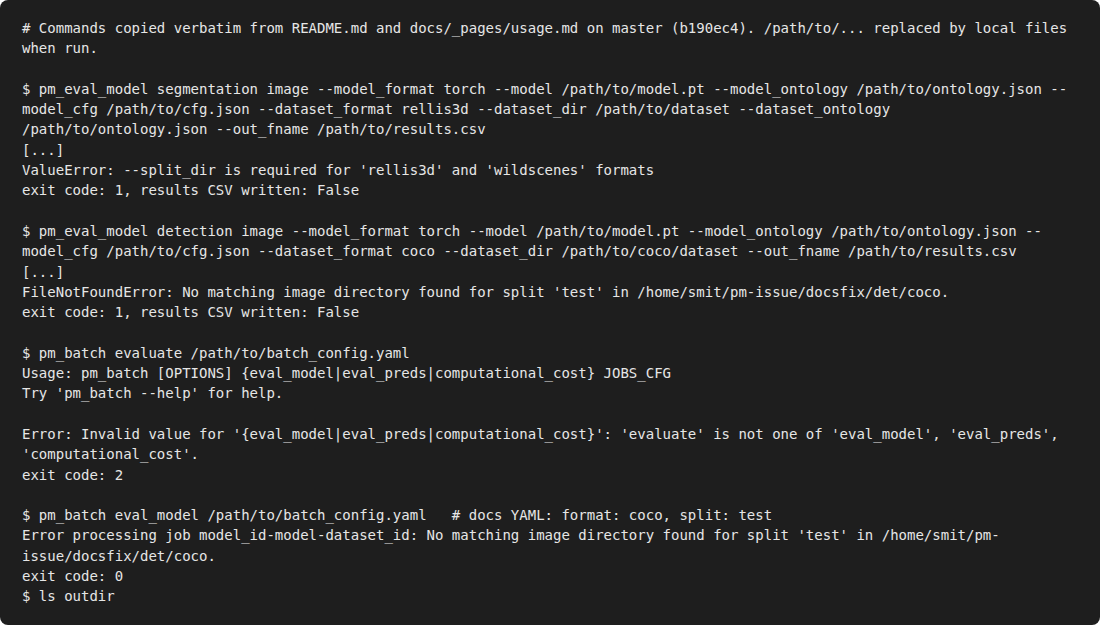 # Commands copied verbatim from README.md and docs/_pages/usage.md on master (b190ec4). /path/to/... replaced by local files
when run.
$ pm_eval_model segmentation image --model_format torch --model /path/to/model.pt --model_ontology /path/to/ontology.json --
model_cfg /path/to/cfg.json --dataset_format rellis3d --dataset_dir /path/to/dataset --dataset_ontology
/path/to/ontology.json --out_fname /path/to/results.csv
[...]
ValueError: --split_dir is required for 'rellis3d' and 'wildscenes' formats
exit code: 1, results CSV written: False
$ pm_eval_model detection image --model_format torch --model /path/to/model.pt --model_ontology /path/to/ontology.json --
model_cfg /path/to/cfg.json --dataset_format coco --dataset_dir /path/to/coco/dataset --out_fname /path/to/results.csv
[...]
FileNotFoundError: No matching image directory found for split 'test' in /home/smit/pm-issue/docsfix/det/coco.
exit code: 1, results CSV written: False
$ pm_batch evaluate /path/to/batch_config.yaml
Usage: pm_batch [OPTIONS] {eval_model|eval_preds|computational_cost} JOBS_CFG
Try 'pm_batch --help' for help.
Error: Invalid value for '{eval_model|eval_preds|computational_cost}': 'evaluate' is not one of 'eval_model', 'eval_preds',
'computational_cost'.
exit code: 2
$ pm_batch eval_model /path/to/batch_config.yaml   # docs YAML: format: coco, split: test
Error processing job model_id-model-dataset_id: No matching image directory found for split 'test' in /home/smit/pm-
issue/docsfix/det/coco.
exit code: 0
$ ls outdir